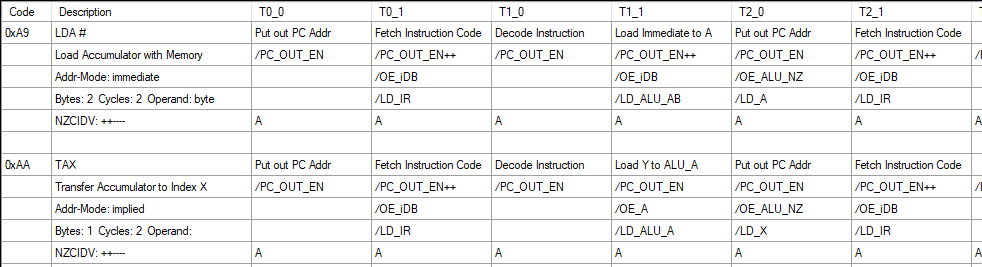 Code Description T0_0 T0_1 T1_0 T1_1 T2_0 T2_1
0xA9 LDA # Put out PC Addr Fetch Instruction Code Decode Instruction Load Immediate to A Put out PC Addr Fetch Instruction Code
Load Accumulator with Memory /PC_OUT_EN /PC_OUT_EN++ /PC_OUT_EN /PC_OUT_EN++ /PC_OUT_EN /PC_OUT_EN++
Addr-Mode: immediate /OE_iDB /OE_iDB /OE_ALU_NZ /OE_iDB
Bytes: 2 Cycles: 2 Operand: byte /LD_IR /LD_ALU_AB /LD_A /LD_IR
NZCIDV: ++---- A A A A A A A
0xAA TAX Put out PC Addr Fetch Instruction Code Decode Instruction Load Y to ALU_A Put out PC Addr Fetch Instruction Code
Transfer Accumulator to Index X /PC_OUT_EN /PC_OUT_EN++ /PC_OUT_EN /PC_OUT_EN /PC_OUT_EN /PC_OUT_EN++
Addr-Mode: implied /OE_iDB /OE_A /OE_ALU_NZ /OE_iDB
Bytes: 1 Cycles: 2 Operand: /LD_IR /LD_ALU_A /LD_X /LD_IR
NZCIDV: ++---- A A A A A A A